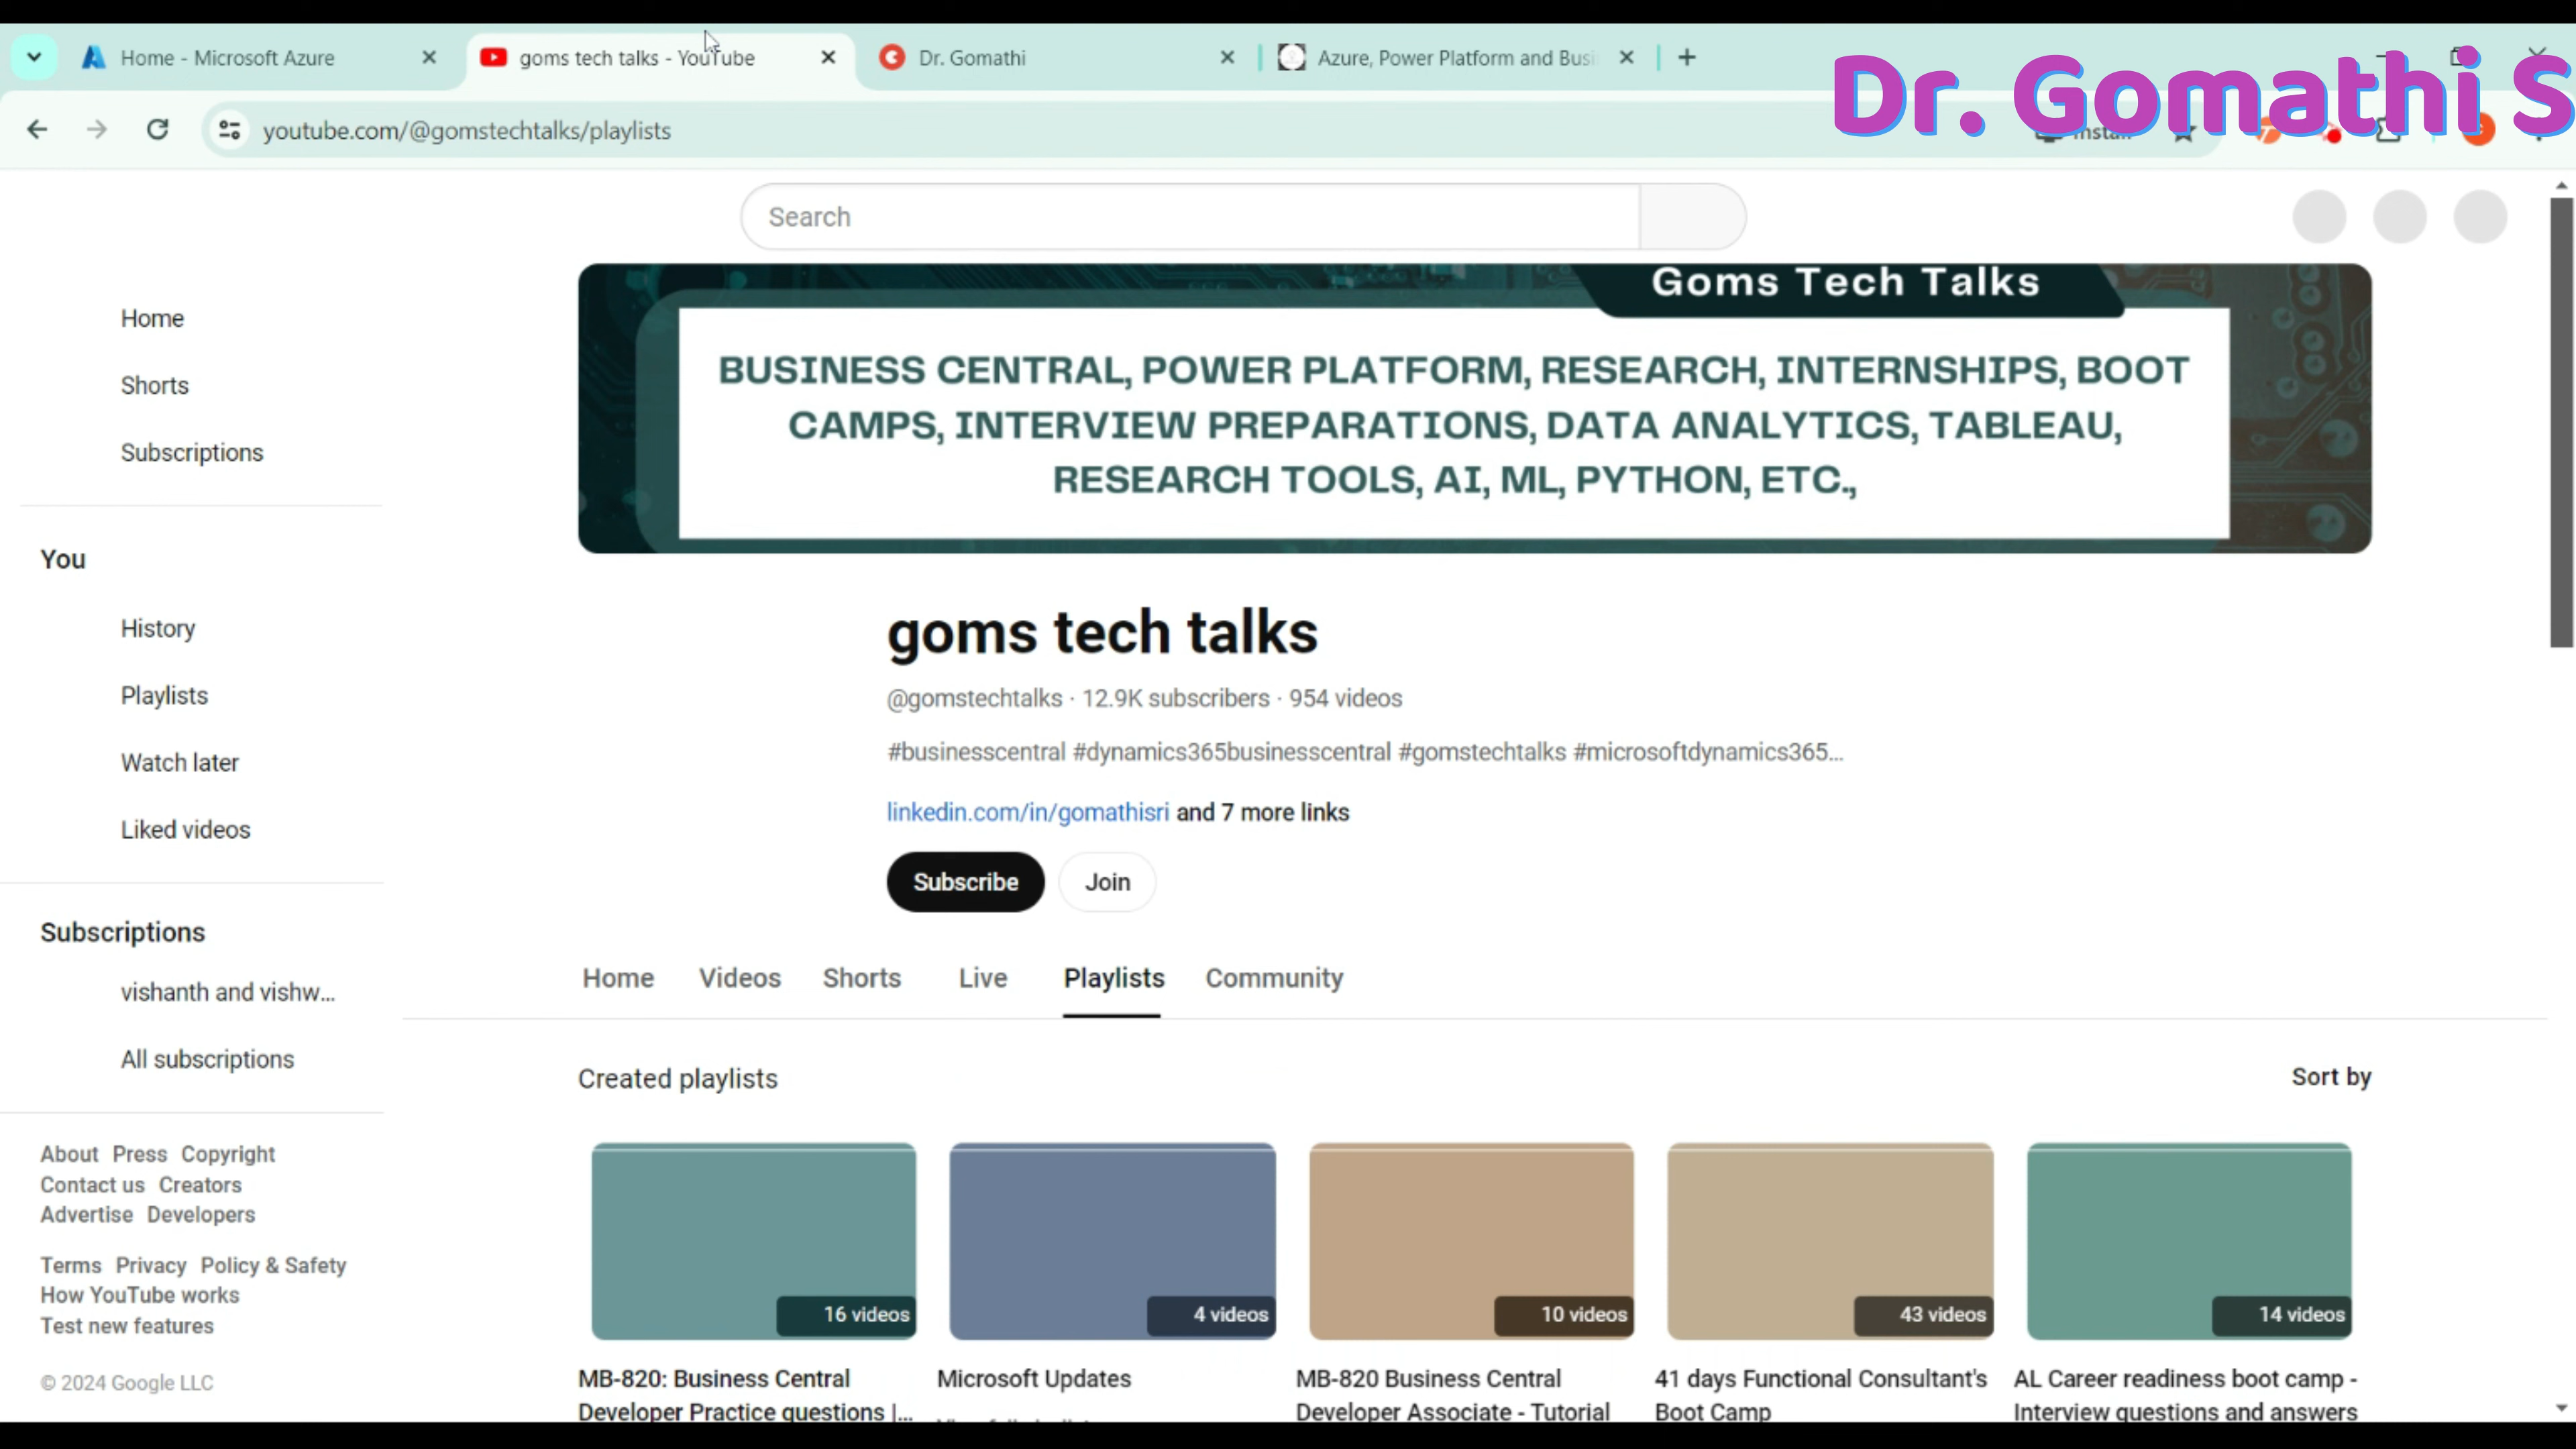 Home - Microsoft Azure
goms tech talks - YouTube
Dr. Gomathi
Azure, Power Platform and Busi
Dr. Gomathi S
youtube.com/@gomstechtalks/playlists
Install
Search
Home
Shorts
Subscriptions
You
History
Playlists
Watch later
Liked videos
Subscriptions
vishanth and vishw...
All subscriptions
About Press Copyright
Contact us Creators
Advertise Developers
Terms Privacy Policy & Safety
How YouTube works
Test new features
© 2024 Google LLC
Goms Tech Talks
BUSINESS CENTRAL, POWER PLATFORM, RESEARCH, INTERNSHIPS, BOOT
CAMPS, INTERVIEW PREPARATIONS, DATA ANALYTICS, TABLEAU,
RESEARCH TOOLS, AI, ML, PYTHON, ETC.,
goms tech talks
@gomstechtalks · 12.9K subscribers · 954 videos
#businesscentral #dynamics365businesscentral #gomstechtalks #microsoftdynamics365...
linkedin.com/in/gomathisri and 7 more links
Subscribe Join
Home Videos Shorts Live Playlists Community
Created playlists
Sort by
16 videos
4 videos
10 videos
43 videos
14 videos
MB-820: Business Central
Developer Practice questions |...
Microsoft Updates
MB-820 Business Central
Developer Associate - Tutorial
41 days Functional Consultant's
Boot Camp
AL Career readiness boot camp -
Interview questions and answers